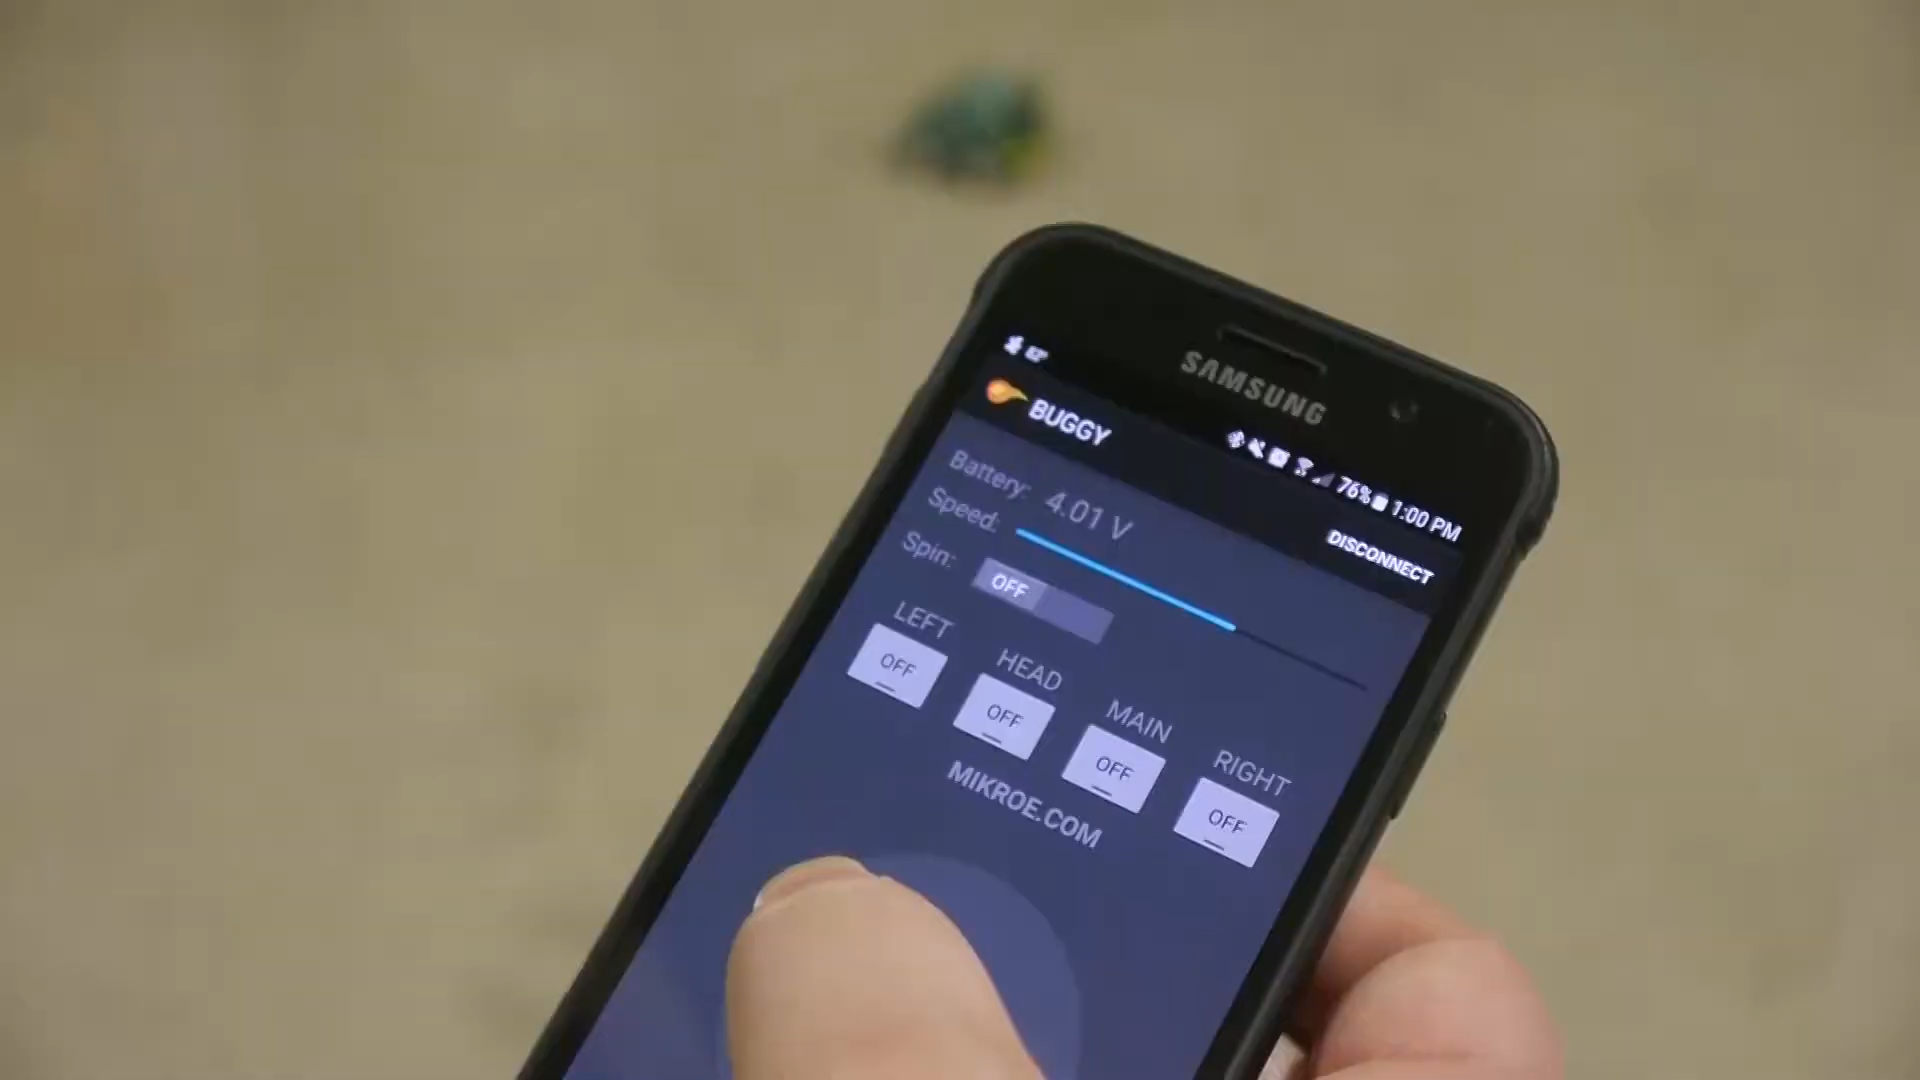 SAMSUNG
76% 1:00 PM
BUGGY
DISCONNECT
Battery: 4.01 V
Speed:
Spin: OFF
LEFT HEAD MAIN RIGHT
OFF OFF OFF OFF
MIKROE.COM